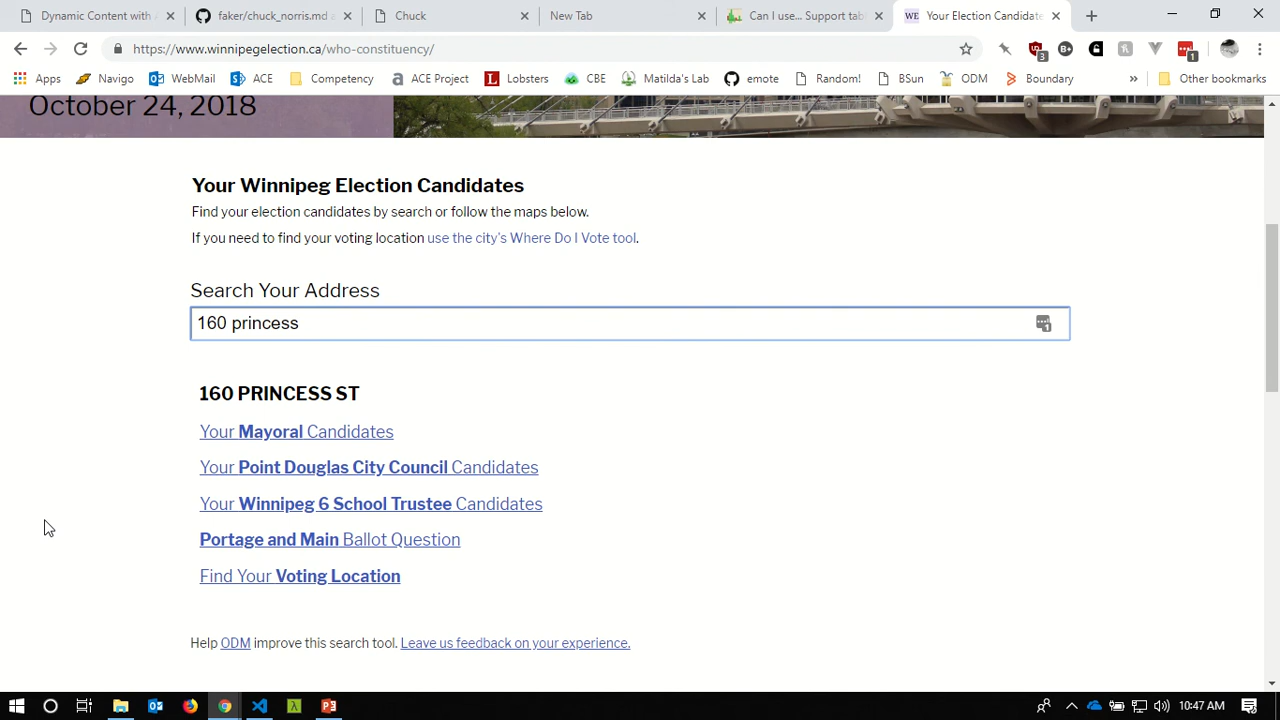 Dynamic Content with
faker/chuck_norris.md
Chuck
New Tab
Can I use... Support tab
WE
Your Election Candidate
https://www.winnipegelection.ca/who-constituency/
3
B+
1
Apps
Navigo
WebMail
ACE
Competency
ACE Project
Lobsters
CBE
Matilda's Lab
emote
Random!
BSun
ODM
Boundary
»
Other bookmarks
October 24, 2018
Your Winnipeg Election Candidates
Find your election candidates by search or follow the maps below.
If you need to find your voting location use the city's Where Do I Vote tool.
Search Your Address
160 princess
1
160 PRINCESS ST
Your Mayoral Candidates
Your Point Douglas City Council Candidates
Your Winnipeg 6 School Trustee Candidates
Portage and Main Ballot Question
Find Your Voting Location
Help ODM improve this search tool. Leave us feedback on your experience.
10:47 AM